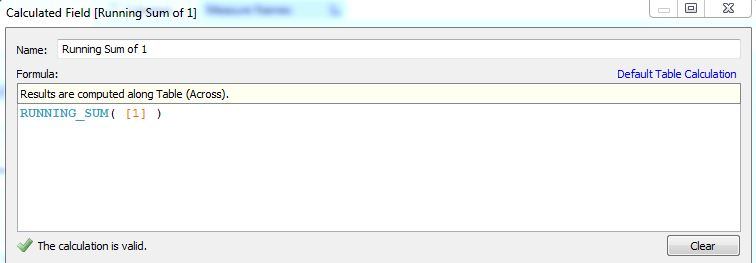 Calculated Field [Running Sum of 1]
Name: Running Sum of 1
Formula: Default Table Calculation
Results are computed along Table (Across).
RUNNING_SUM( [1] )
The calculation is valid. Clear